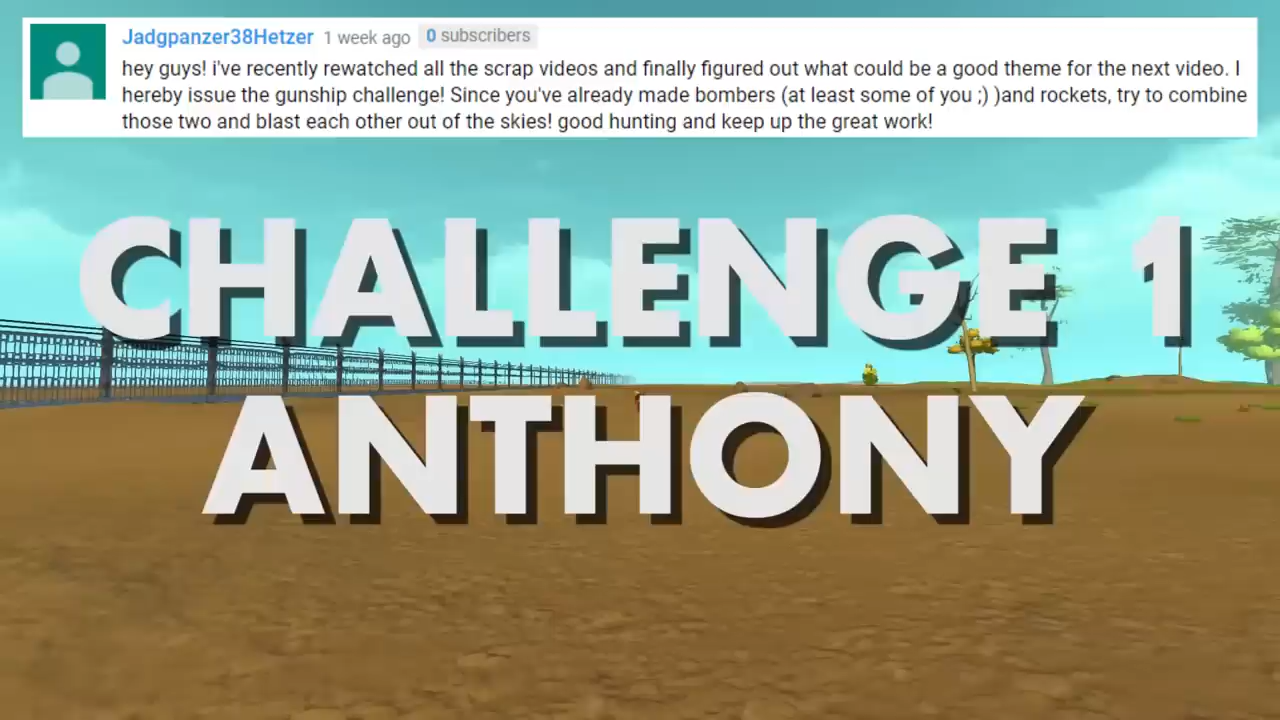 Jadgpanzer38Hetzer 1 week ago 0 subscribers
hey guys! i've recently rewatched all the scrap videos and finally figured out what could be a good theme for the next video. I
hereby issue the gunship challenge! Since you've already made bombers (at least some of you ;) )and rockets, try to combine
those two and blast each other out of the skies! good hunting and keep up the great work!
CHALLENGE 1
ANTHONY